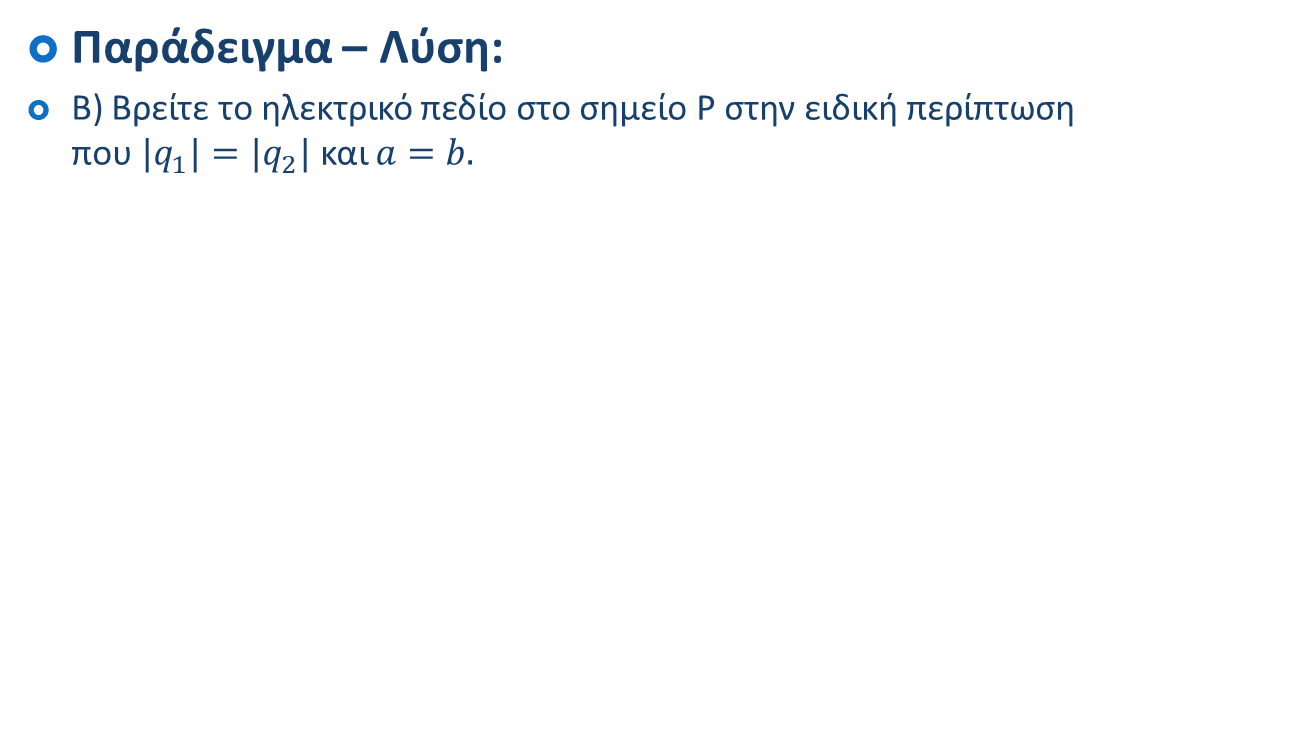 Παράδειγμα – Λύση:
Β) Βρείτε το ηλεκτρικό πεδίο στο σημείο P στην ειδική περίπτωση
που |q₁| = |q₂| και a = b.